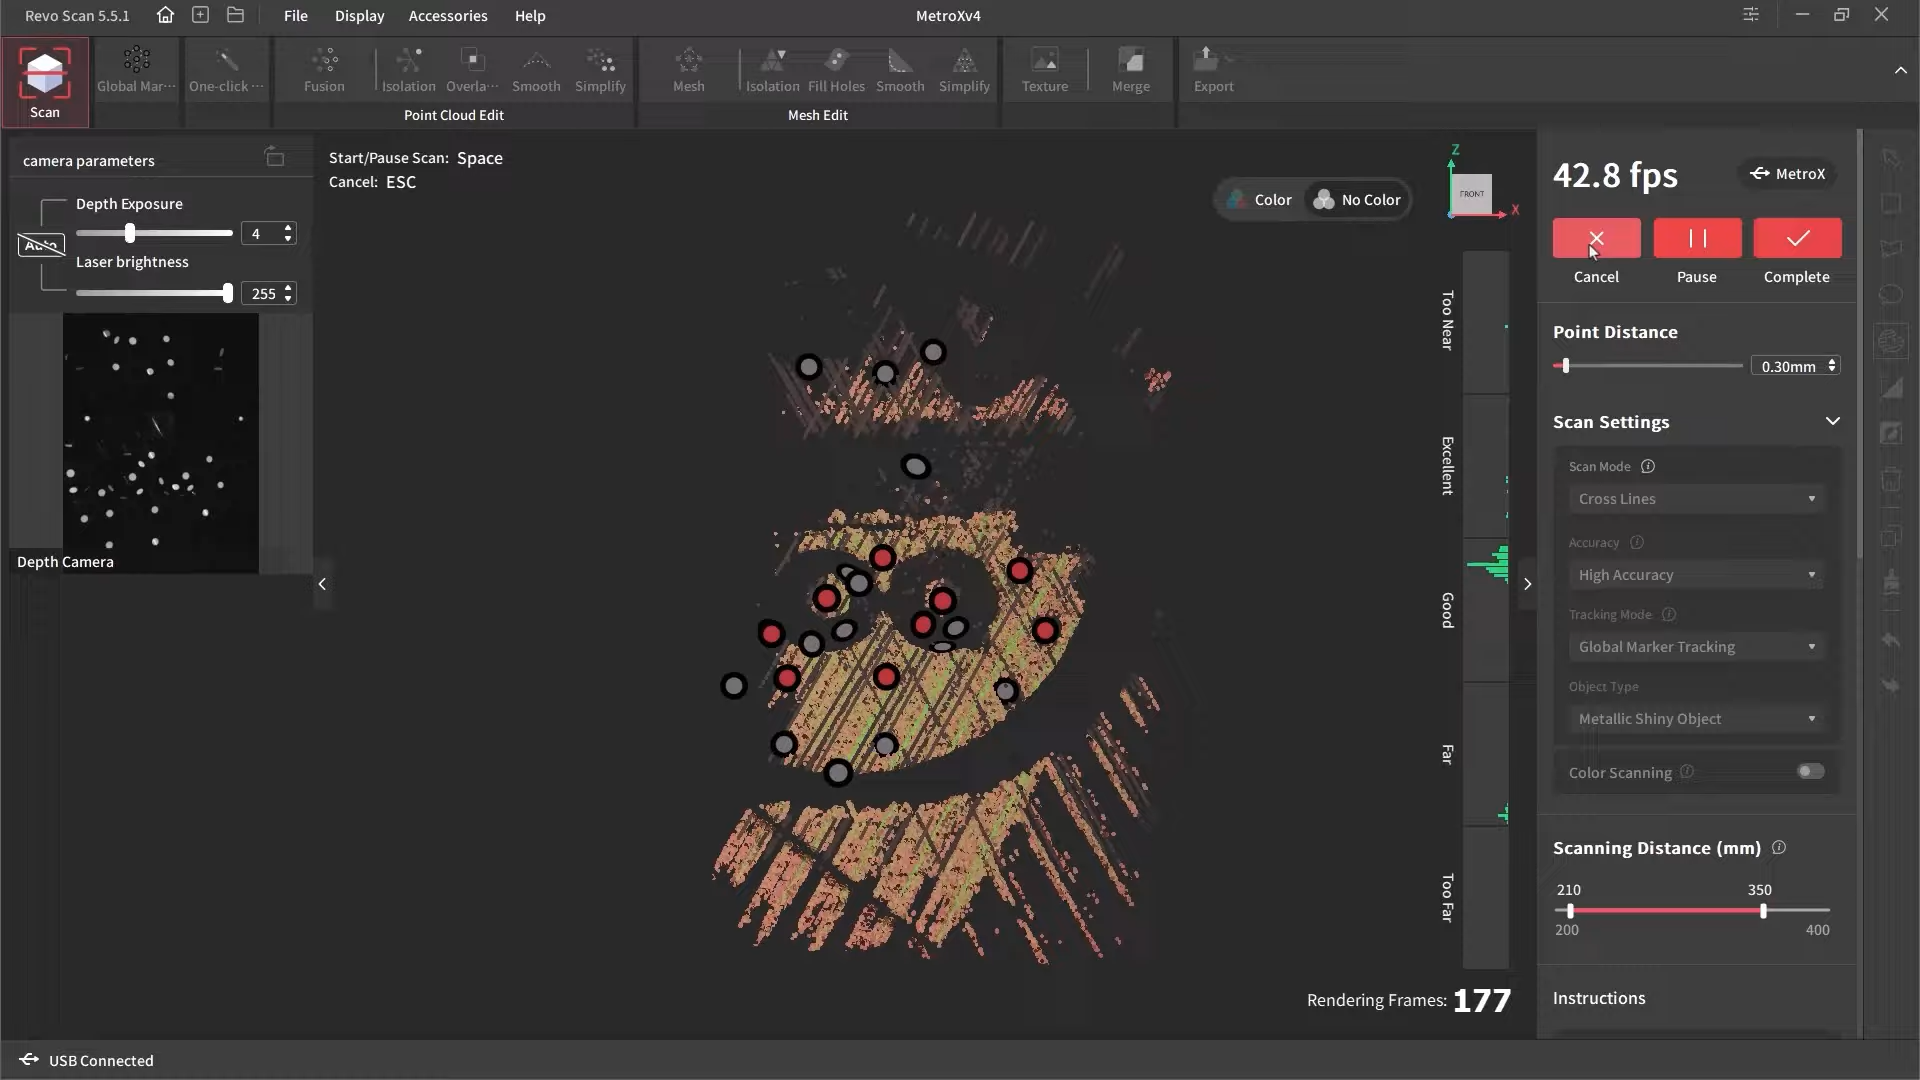 Revo Scan 5.5.1
File Display Accessories Help
MetroXv4
Scan
Global Mar···
One-click ···
Fusion
Isolation
Overla···
Smooth
Simplify
Point Cloud Edit
Mesh
Isolation
Fill Holes
Smooth
Simplify
Mesh Edit
Texture
Merge
Export
camera parameters
Depth Exposure
Auto
4
Laser brightness
255
Depth Camera
Start/Pause Scan: Space
Cancel: ESC
Color
No Color
Z
FRONT
X
Too Near
Excellent
Good
Far
Too Far
Rendering Frames: 177
42.8 fps
MetroX
Cancel
Pause
Complete
Point Distance
0.30mm
Scan Settings
Scan Mode
Cross Lines
Accuracy
High Accuracy
Tracking Mode
Global Marker Tracking
Object Type
Metallic Shiny Object
Color Scanning
Scanning Distance (mm)
210 350
200 400
Instructions
USB Connected